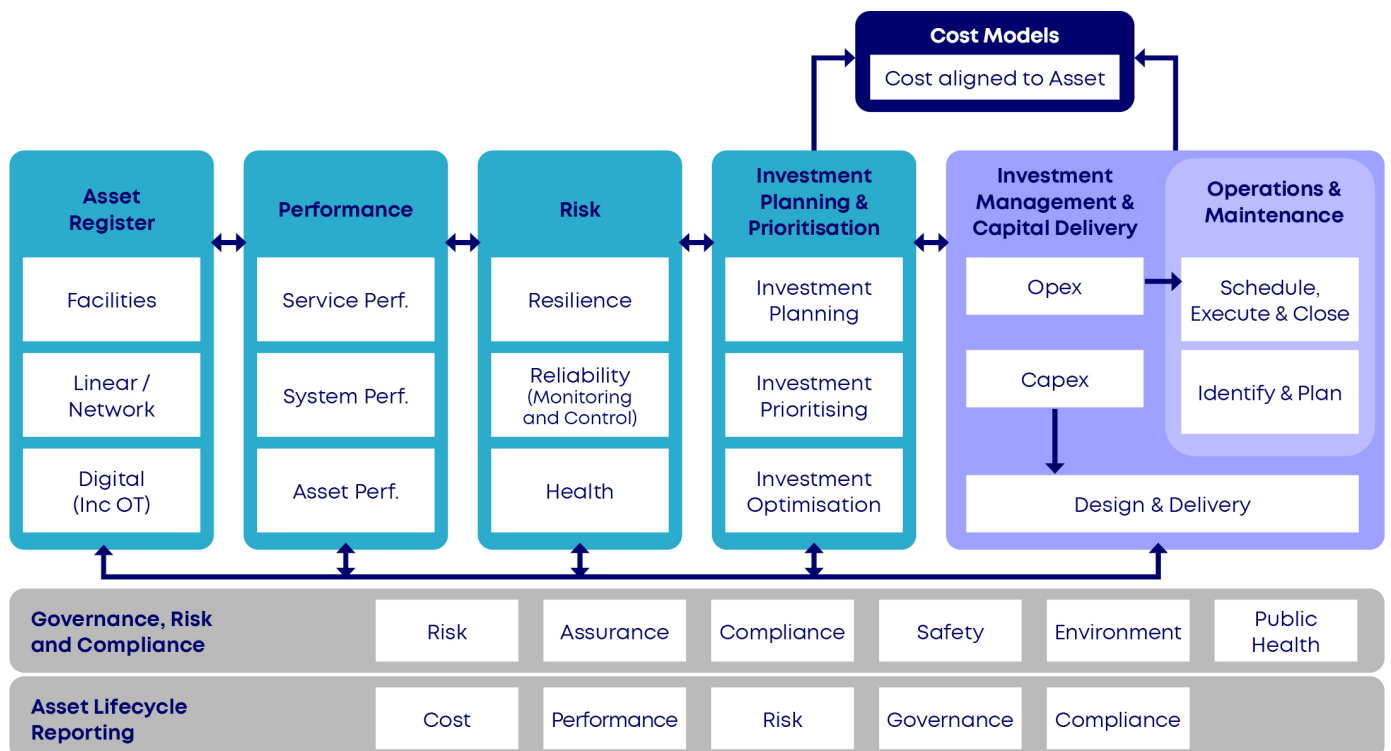 Cost Models
Cost aligned to Asset
Asset
Register
Facilities
Linear /
Network
Digital
(Inc OT)
Performance
Service Perf.
System Perf.
Asset Perf.
Risk
Resilience
Reliability
(Monitoring
and Control)
Health
Investment
Planning &
Prioritisation
Investment
Planning
Investment
Prioritising
Investment
Optimisation
Investment
Management &
Capital Delivery
Opex
Capex
Operations &
Maintenance
Schedule,
Execute & Close
Identify & Plan
Design & Delivery
Governance, Risk
and Compliance
Risk
Assurance
Compliance
Safety
Environment
Public
Health
Asset Lifecycle
Reporting
Cost
Performance
Risk
Governance
Compliance